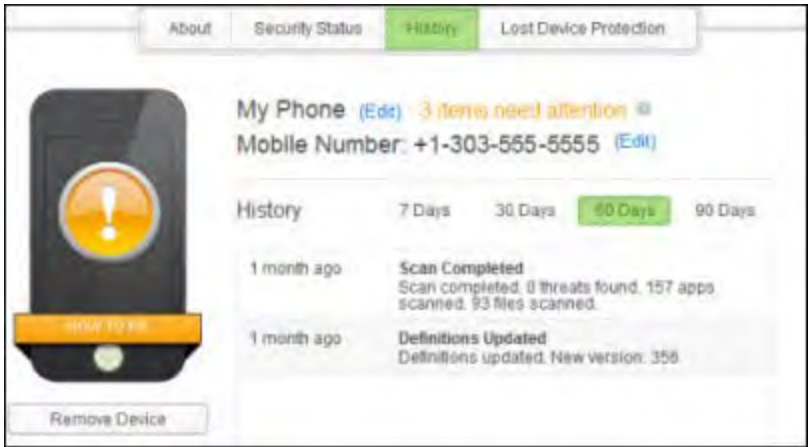 About Security Status History Lost Device Protection
My Phone (Edit) 3 items need attention
Mobile Number: +1-303-555-5555 (Edit)
History 7 Days 30 Days 60 Days 90 Days
1 month ago Scan Completed
Scan completed. 0 threats found. 157 apps
scanned. 93 files scanned.
1 month ago Definitions Updated
Definitions updated. New version: 356
HOW TO FIX
Remove Device